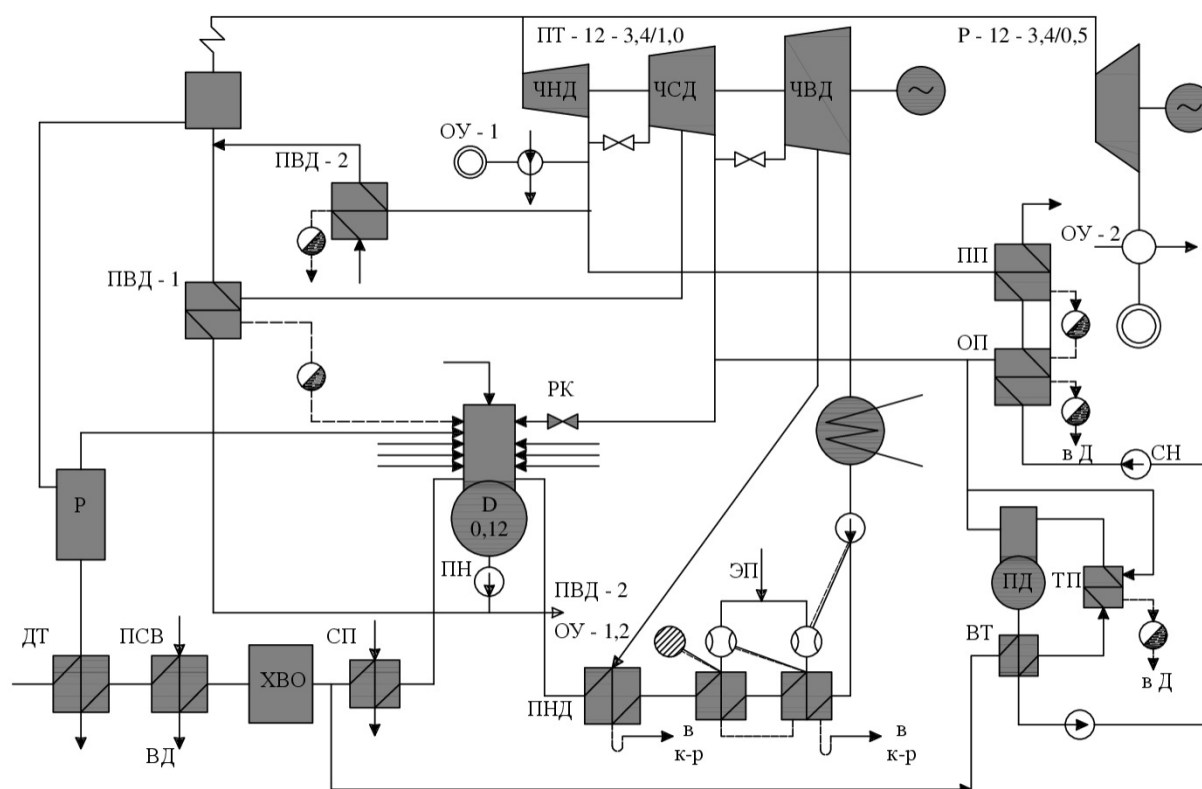 ПТ - 12 - 3,4/1,0
Р - 12 - 3,4/0,5
ЧНД
ЧСД
ЧВД
ОУ - 1
ПВД - 2
ОУ - 2
ПП
ПВД - 1
ОП
РК
в Д
СН
Р
D
0,12
ПН
ЭП
ПД
ТП
ПВД - 2
ОУ - 1,2
ВТ
ДТ
ПСВ
СП
ХВО
в Д
ПНД
ВД
в
к-р
в
к-р